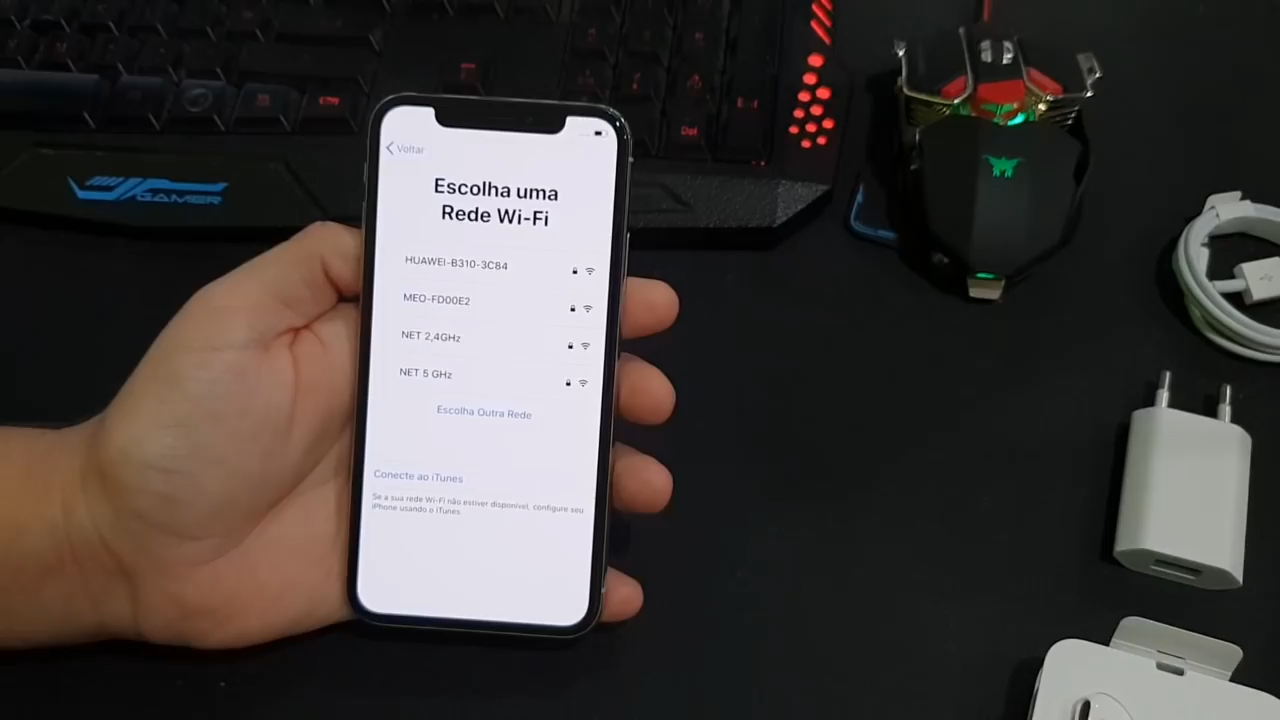 Voltar
Escolha uma
Rede Wi-Fi
HUAWEI-B310-3C84
MEO-FD00E2
NET 2,4GHz
NET 5 GHz
Escolha Outra Rede
Conecte ao iTunes
Se a sua rede Wi-Fi não estiver disponível, configure seu
iPhone usando o iTunes.
GAMER
Del